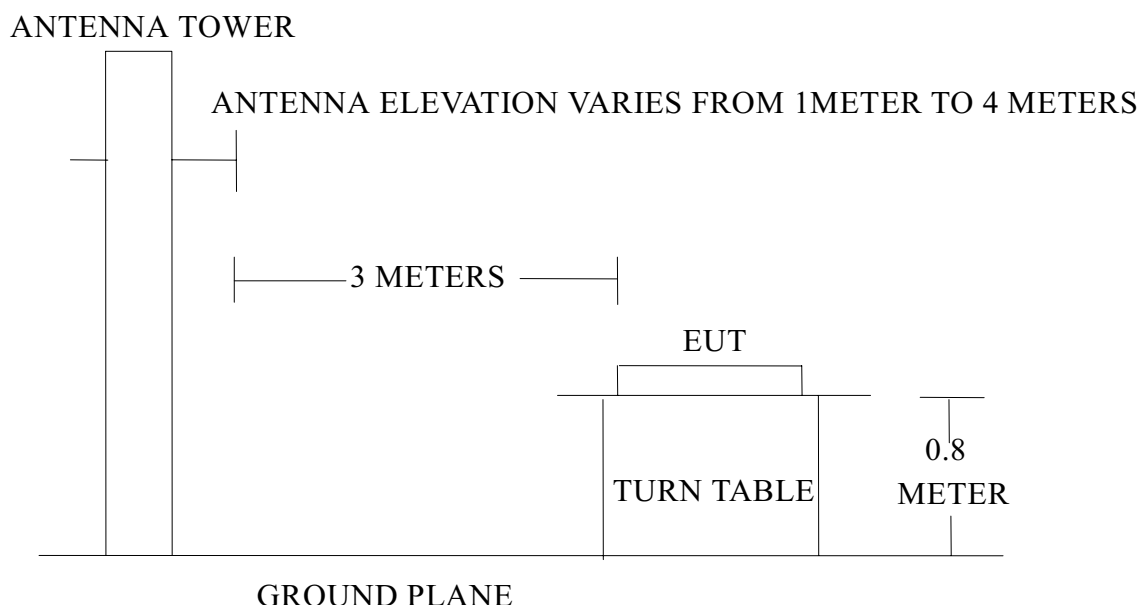 ANTENNA TOWER
ANTENNA ELEVATION VARIES FROM 1METER TO 4 METERS
3 METERS
EUT
0.8
METER
TURN TABLE
GROUND PLANE